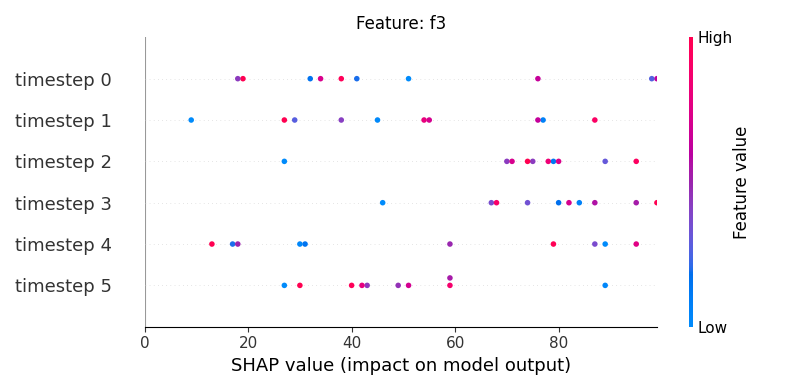 Feature: f3
High
timestep 0
timestep 1
timestep 2
timestep 3
timestep 4
timestep 5
Feature value
Low
0 20 40 60 80
SHAP value (impact on model output)